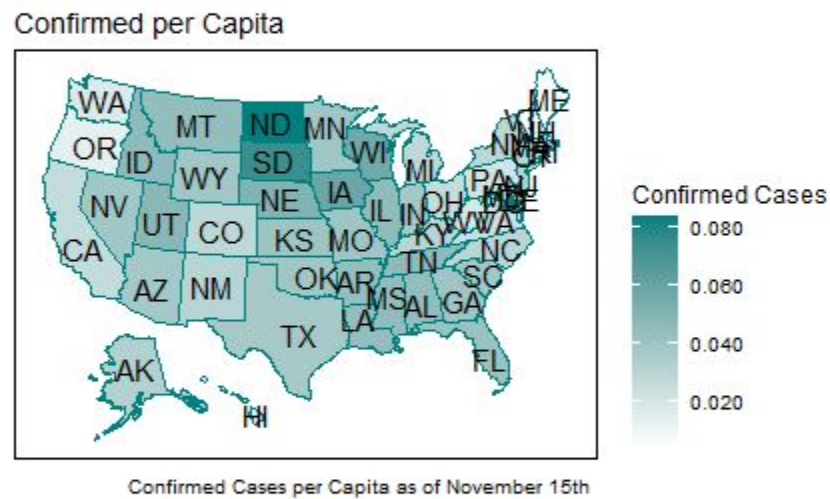 Confirmed per Capita
WA
MT
ND
MN
ME
OR
ID
SD
WI
WY
MI
NV
UT
NE
IA
PA
CO
IL
IN
OH
CA
KS
MO
KY
WV
VA
AZ
NM
OK
AR
TN
NC
SC
MS
AL
GA
TX
LA
FL
AK
HI
Confirmed Cases
0.080
0.060
0.040
0.020
Confirmed Cases per Capita as of November 15th